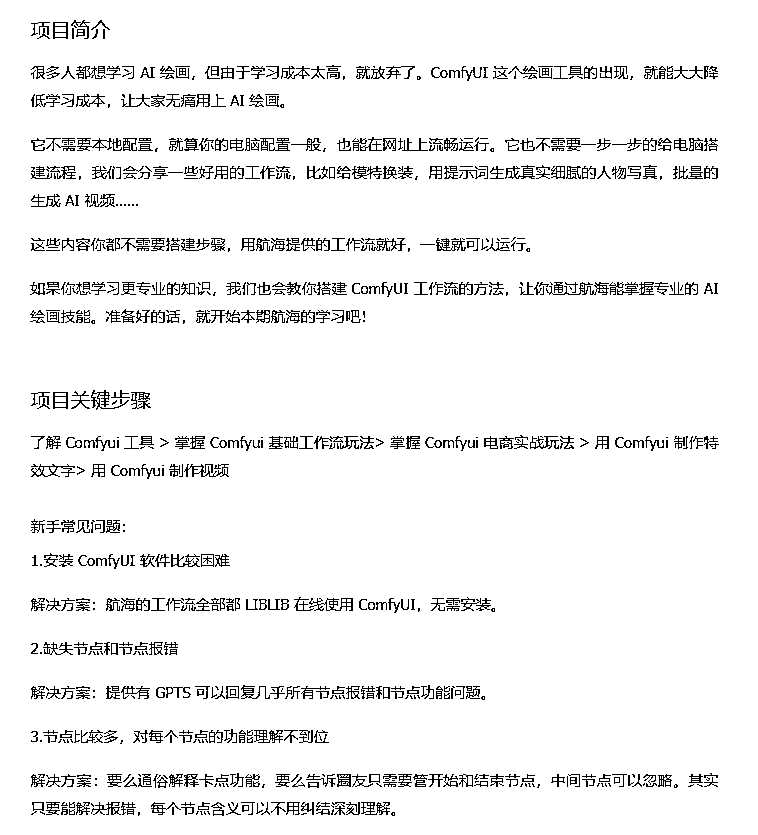 项目简介
很多人都想学习 AI 绘画，但由于学习成本太高，就放弃了。ComfyUI 这个绘画工具的出现，就能大大降
低学习成本，让大家无痛用上 AI 绘画。
它不需要本地配置，就算你的电脑配置一般，也能在网址上流畅运行。它也不需要一步一步的给电脑搭
建流程，我们会分享一些好用的工作流，比如给模特换装，用提示词生成真实细腻的人物写真，批量的
生成 AI 视频......
这些内容你都不需要搭建步骤，用航海提供的工作流就好，一键就可以运行。
如果你想学习更专业的知识，我们也会教你搭建 ComfyUI 工作流的方法，让你通过航海能掌握专业的 AI
绘画技能。准备好的话，就开始本期航海的学习吧！
项目关键步骤
了解 Comfyui 工具 > 掌握 Comfyui 基础工作流玩法> 掌握 Comfyui 电商实战玩法 > 用 Comfyui 制作特
效文字> 用 Comfyui 制作视频
新手常见问题：
1.安装 ComfyUI 软件比较困难
解决方案：航海的工作流全部都 LIBLIB 在线使用 ComfyUI，无需安装。
2.缺失节点和节点报错
解决方案：提供有 GPTS 可以回复几乎所有节点报错和节点功能问题。
3.节点比较多，对每个节点的功能理解不到位
解决方案：要么通俗解释卡点功能，要么告诉圈友只需要管开始和结束节点，中间节点可以忽略。其实
只要能解决报错，每个节点含义可以不用纠结深刻理解。